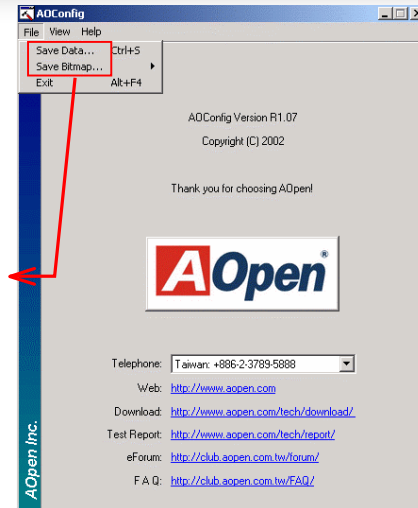 AOConfig
File View Help
Save Data... Ctrl+S
Save Bitmap...
Exit Alt+F4
AOConfig Version R1.07
Copyright (C) 2002
Thank you for choosing AOpen!
AOpen®
Telephone: Taiwan: +886-2-3789-5888
Web: http://www.aopen.com
Download: http://www.aopen.com/tech/download/
Test Report: http://www.aopen.com/tech/report/
eForum: http://club.aopen.com.tw/forum/
F A Q: http://club.aopen.com.tw/FAQ/
AOpen Inc.